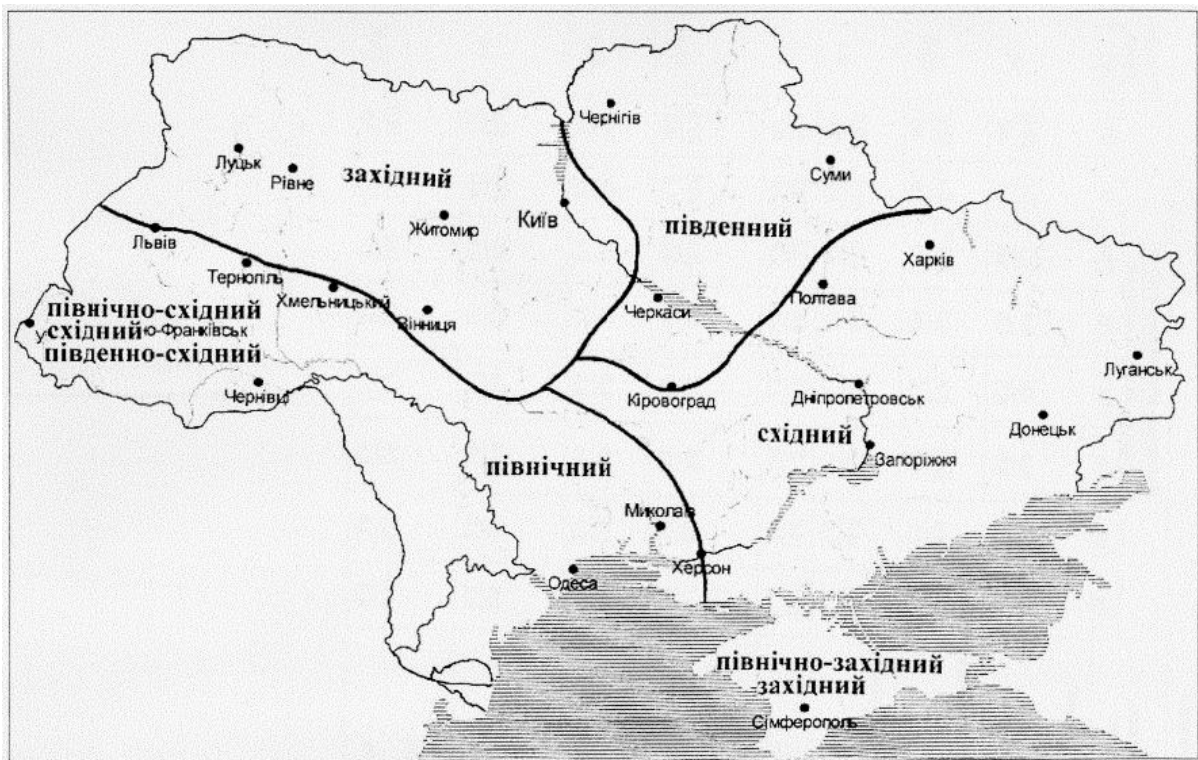 Чернігів
Луцьк
Рівне
західний
Суми
Київ
Житомир
південний
Львів
Харків
Тернопіль
Хмельницький
Полтава
північно-східний
Черкаси
Вінниця
східний
о-Франківськ
південно-східний
Луганськ
Чернівці
Кіровоград
Дніпропетровськ
Донецьк
східний
Запоріжжя
північний
Миколаїв
Херсон
Одеса
північно-західний
західний
Сімферополь